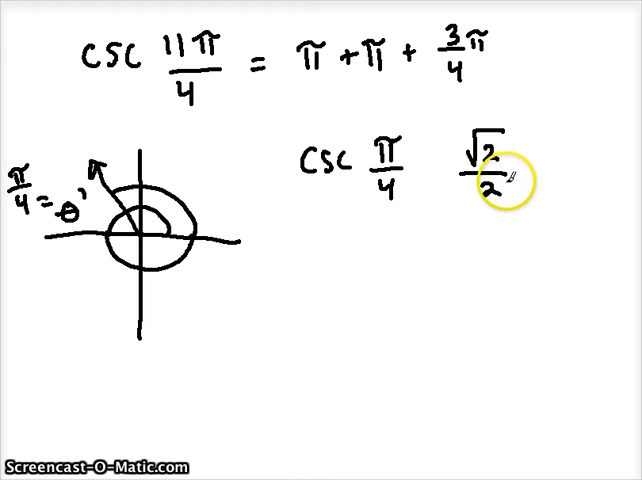 csc 11π/4 = π + π + 3/4 π
csc π/4 √2/2
π/4 = θ'
Screencast-O-Matic.com